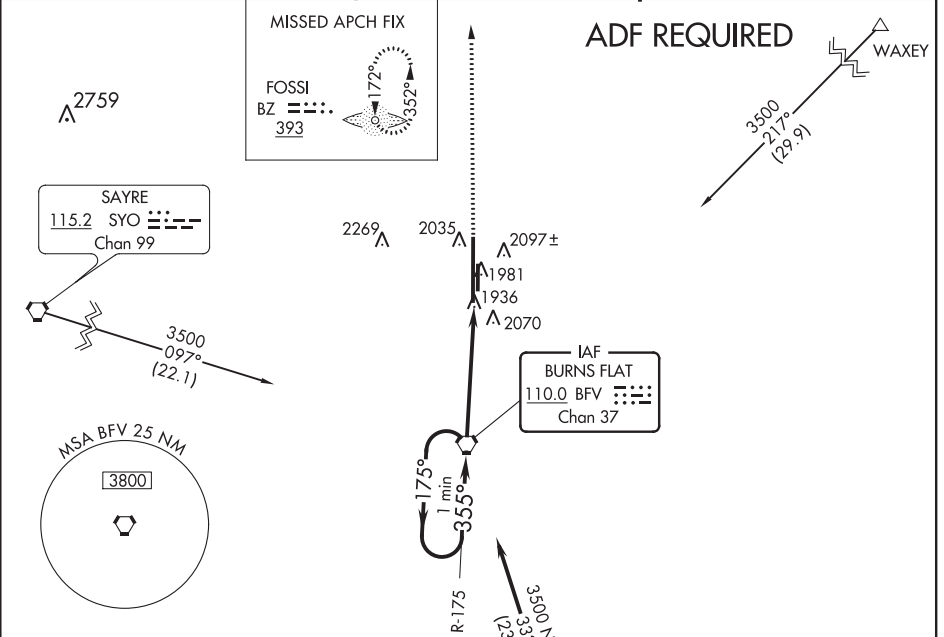 MISSED APCH FIX
FOSSI
BZ
393
172°
352°
ADF REQUIRED
WAXEY
3500
217°
(29.9)
2759
SAYRE
115.2 SYO
Chan 99
3500
097°
(22.1)
2269
2035
2097±
1981
1936
2070
IAF
BURNS FLAT
110.0 BFV
Chan 37
MSA BFV 25 NM
3800
175°
1 min
355°
R-175
3500